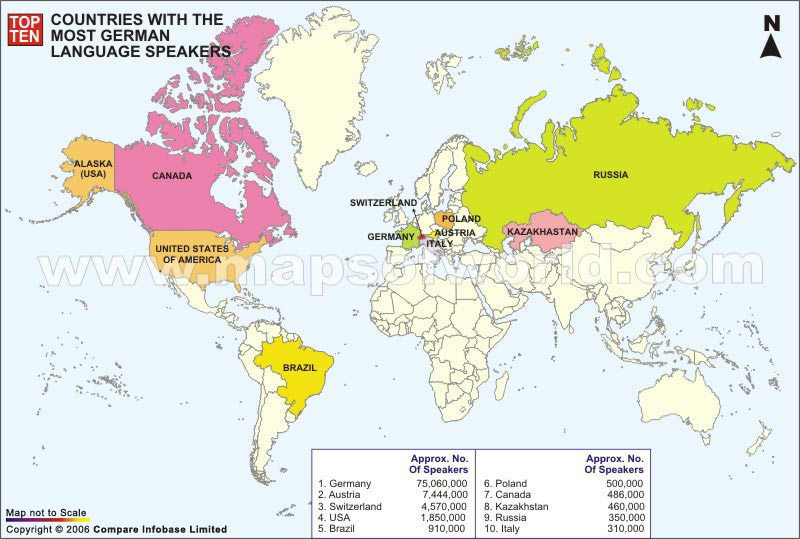 TOP
TEN
COUNTRIES WITH THE
MOST GERMAN
LANGUAGE SPEAKERS
N
ALASKA
(USA)
CANADA
RUSSIA
SWITZERLAND
POLAND
GERMANY
AUSTRIA
ITALY
KAZAKHSTAN
UNITED STATES
OF AMERICA
www.mapsofworld.com
BRAZIL
Approx. No.
Of Speakers
1. Germany 75,060,000
2. Austria 7,444,000
3. Switzerland 4,570,000
4. USA 1,850,000
5. Brazil 910,000
Approx. No.
Of Speakers
6. Poland 500,000
7. Canada 486,000
8. Kazakhstan 460,000
9. Russia 350,000
10. Italy 310,000
Map not to Scale
Copyright © 2006 Compare Infobase Limited